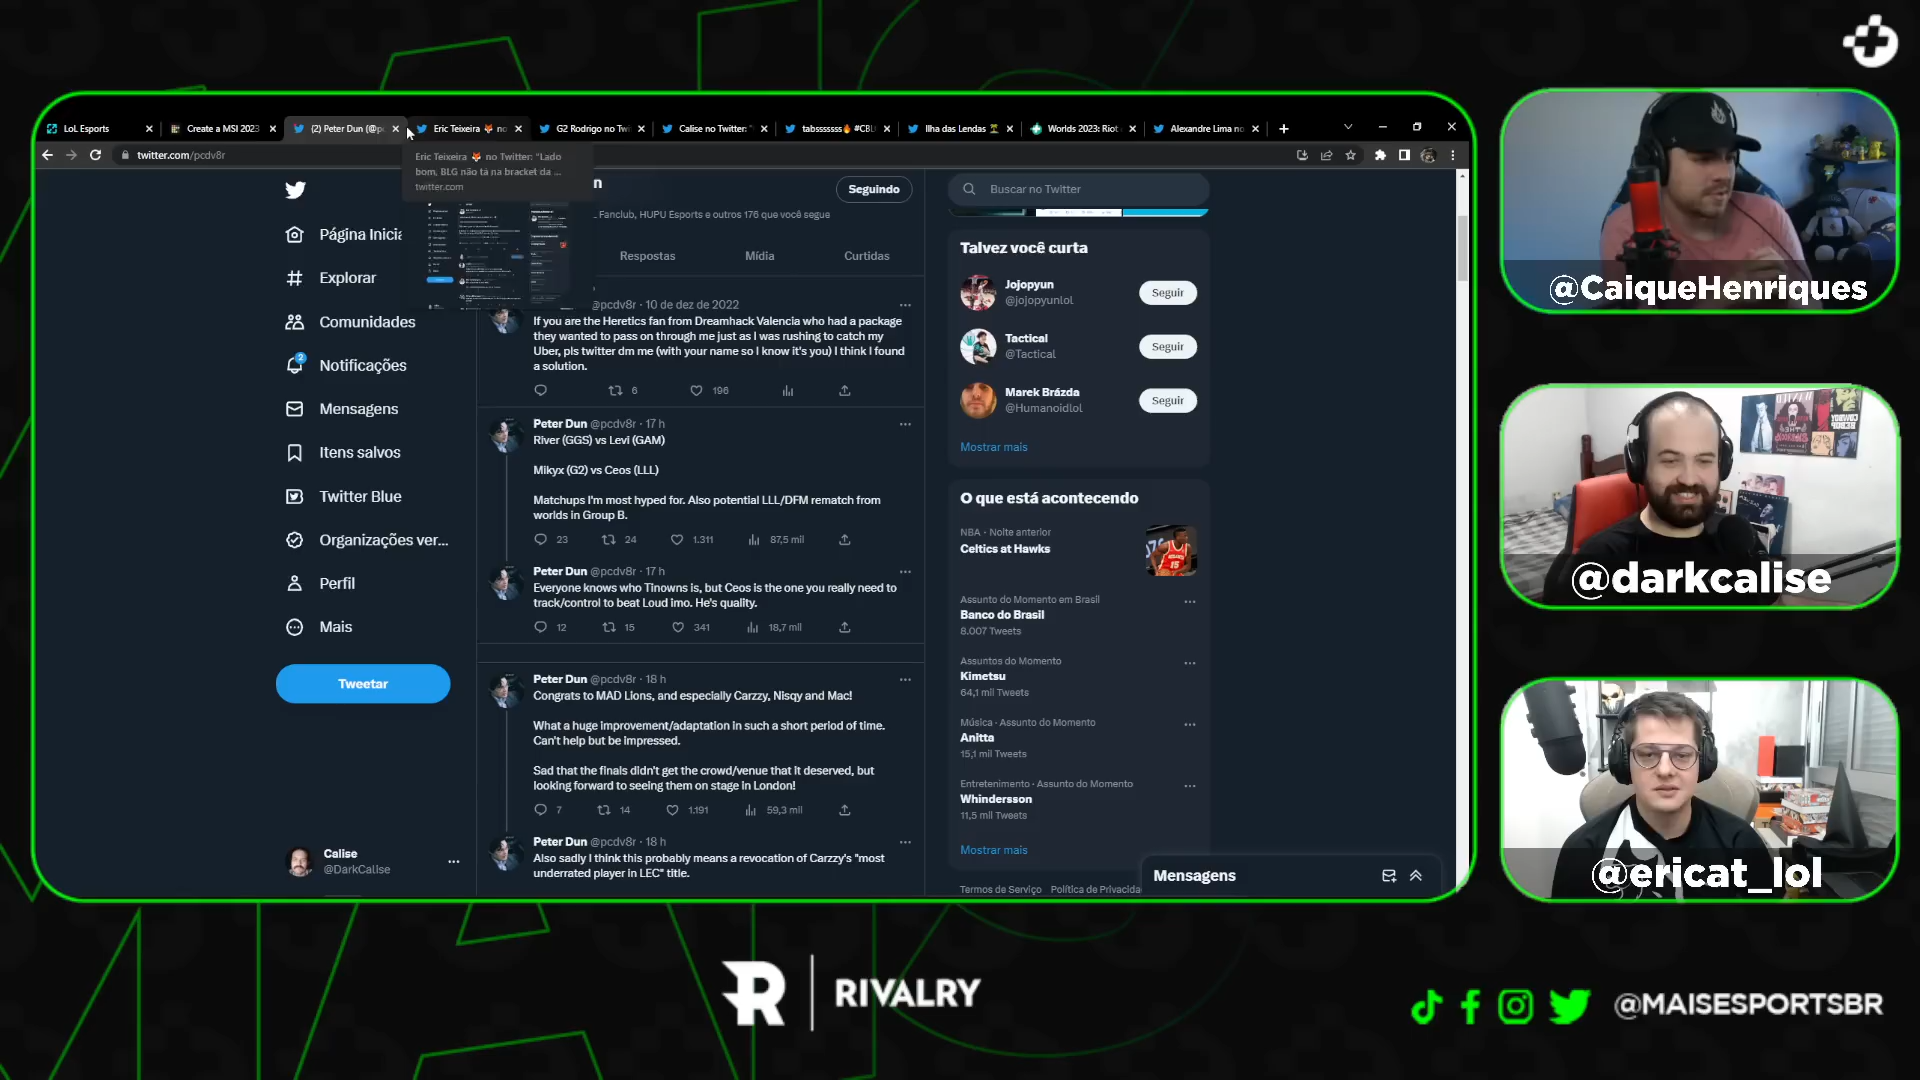 LoL Esports
Create a MSI 2023
(2) Peter Dun (@pc
Eric Teixeira 🦊 no
G2 Rodrigo no Twi
Calise no Twitter: "
tabsssssss🔥 #CBL
Ilha das Lendas 🏝
Worlds 2023: Riot
Alexandre Lima no
twitter.com/pcdv8r
Eric Teixeira 🦊 no Twitter: "Lado
bom, BLG não tá na bracket da ...
twitter.com
n
Seguindo
Fanclub, HUPU Esports e outros 176 que você segue
Respostas
Mídia
Curtidas
Página Inicia
Explorar
Comunidades
2
Notificações
Mensagens
Itens salvos
Twitter Blue
Organizações ver...
Perfil
Mais
Tweetar
Calise
@DarkCalise
@pcdv8r · 10 de dez de 2022
If you are the Heretics fan from Dreamhack Valencia who had a package
they wanted to pass on through me just as I was rushing to catch my
Uber, pls twitter dm me (with your name so I know it's you) I think I found
a solution.
6
196
Peter Dun @pcdv8r · 17 h
River (GGS) vs Levi (GAM)
Mikyx (G2) vs Ceos (LLL)
Matchups I'm most hyped for. Also potential LLL/DFM rematch from
worlds in Group B.
23
24
1.311
87,5 mil
Peter Dun @pcdv8r · 17 h
Everyone knows who Tinowns is, but Ceos is the one you really need to
track/control to beat Loud imo. He's quality.
12
15
341
18,7 mil
Peter Dun @pcdv8r · 18 h
Congrats to MAD Lions, and especially Carzzy, Nisqy and Mac!
What a huge improvement/adaptation in such a short period of time.
Can't help but be impressed.
Sad that the finals didn't get the crowd/venue that it deserved, but
looking forward to seeing them on stage in London!
7
14
1.191
59,3 mil
Peter Dun @pcdv8r · 18 h
Also sadly I think this probably means a revocation of Carzzy's "most
underrated player in LEC" title.
Buscar no Twitter
Talvez você curta
Jojopyun
@jojopyunlol
Seguir
Tactical
@Tactical
Seguir
Marek Brázda
@Humanoidlol
Seguir
Mostrar mais
O que está acontecendo
NBA · Noite anterior
Celtics at Hawks
Assunto do Momento em Brasil
Banco do Brasil
8.007 Tweets
Assuntos do Momento
Kimetsu
64,1 mil Tweets
Música · Assunto do Momento
Anitta
15,1 mil Tweets
Entretenimento · Assunto do Momento
Whindersson
11,5 mil Tweets
Mostrar mais
Termos de Serviço
Política de Privacida
Mensagens
@CaiqueHenriques
@darkcalise
@ericat_lol
R
RIVALRY
@MAISESPORTSBR